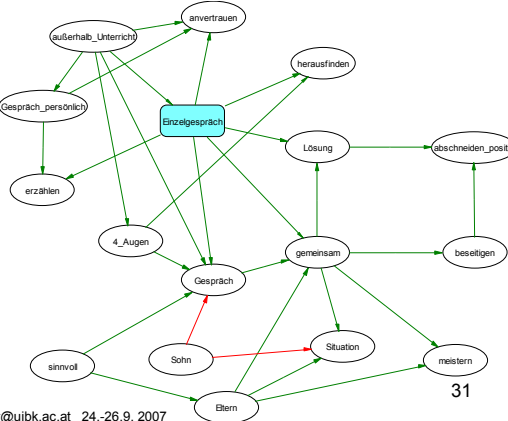 anvertrauen
außerhalb_Unterricht
herausfinden
Gespräch_persönlich
Einzelgespräch
Lösung
abschneiden_posit
erzählen
4_Augen
gemeinsam
beseitigen
Gespräch
Situation
Sohn
meistern
sinnvoll
31
Eltern
@uibk.ac.at 24.-26.9. 2007